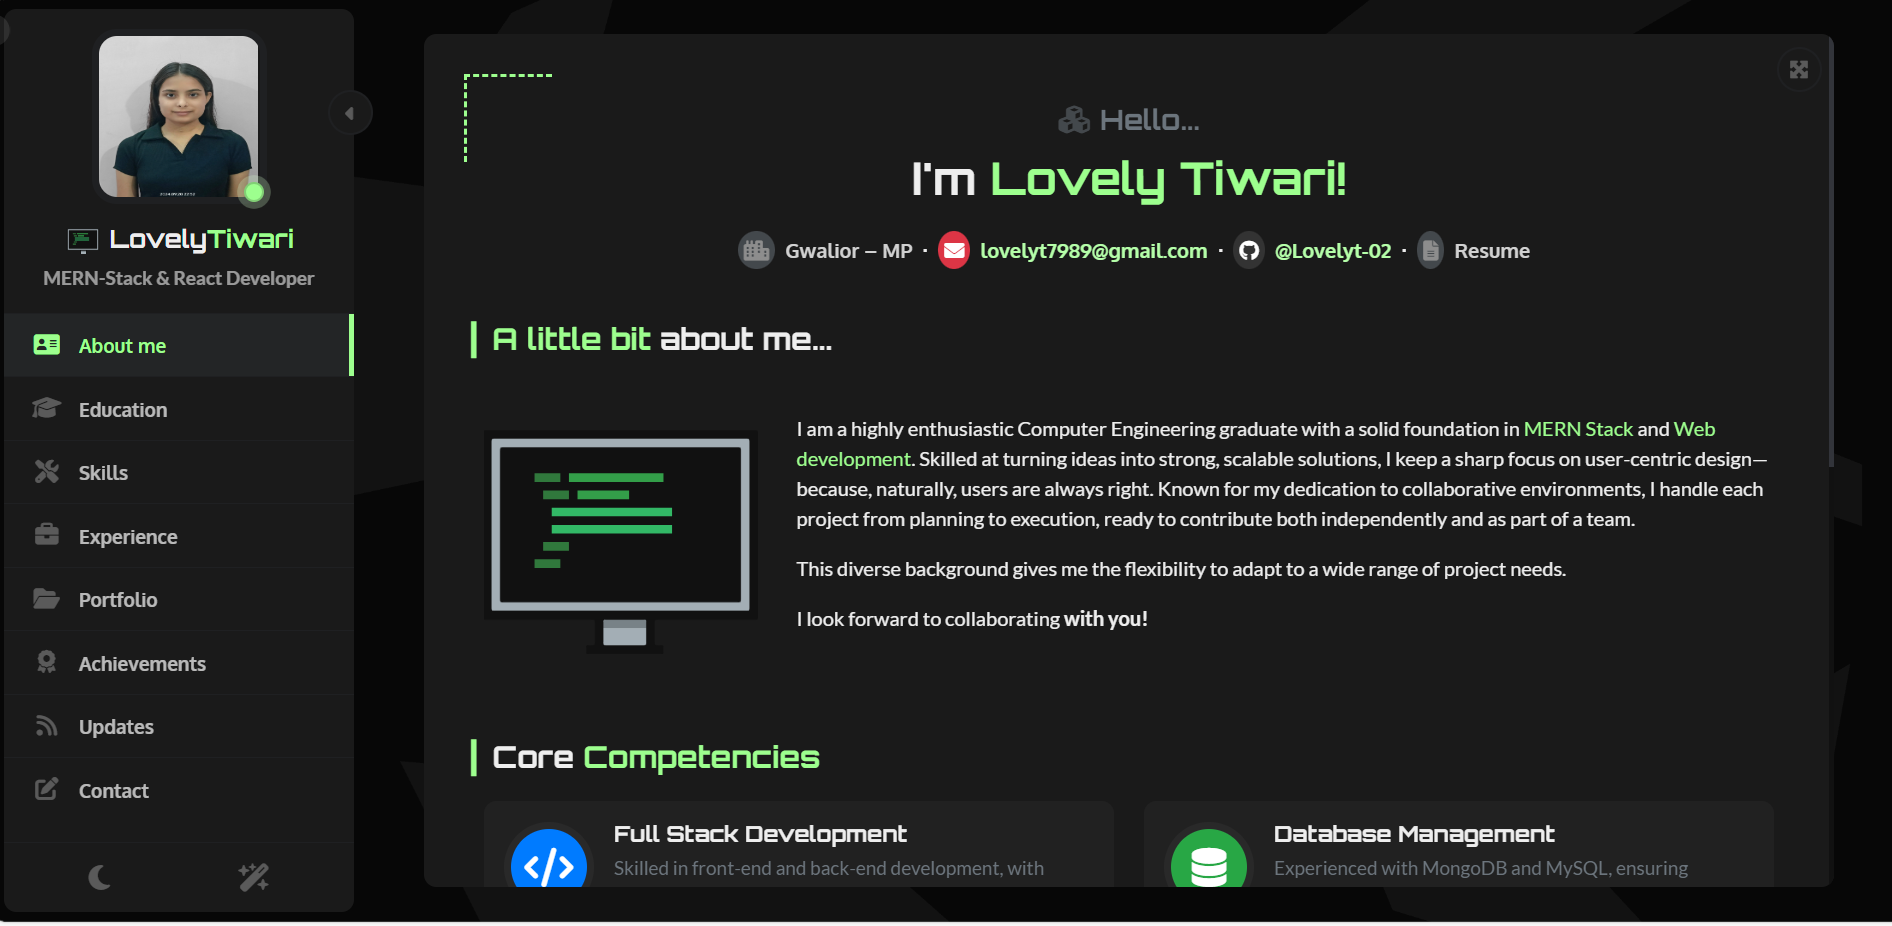 LovelyTiwari
MERN-Stack & React Developer
About me
Education
Skills
Experience
Portfolio
Achievements
Updates
Contact
Hello...
I'm Lovely Tiwari!
Gwalior – MP · lovelyt7989@gmail.com · @Lovelyt-02 · Resume
A little bit about me...
I am a highly enthusiastic Computer Engineering graduate with a solid foundation in MERN Stack and Web
development. Skilled at turning ideas into strong, scalable solutions, I keep a sharp focus on user-centric design—
because, naturally, users are always right. Known for my dedication to collaborative environments, I handle each
project from planning to execution, ready to contribute both independently and as part of a team.
This diverse background gives me the flexibility to adapt to a wide range of project needs.
I look forward to collaborating with you!
Core Competencies
Full Stack Development
Skilled in front-end and back-end development, with
Database Management
Experienced with MongoDB and MySQL, ensuring